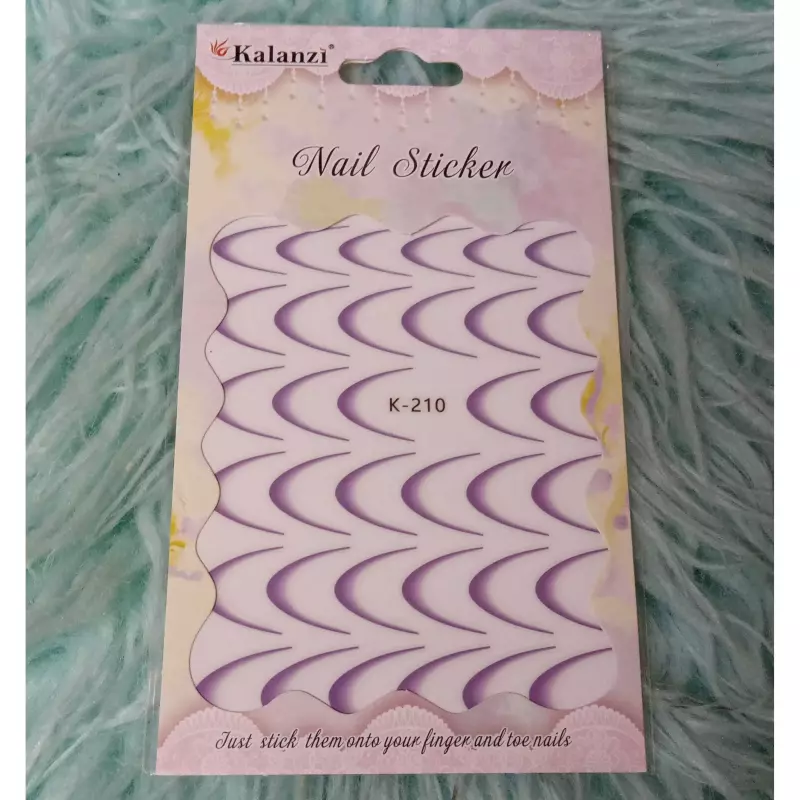 Kalanzi®
Nail Sticker
K-210
Just stick them onto your finger and toe nails